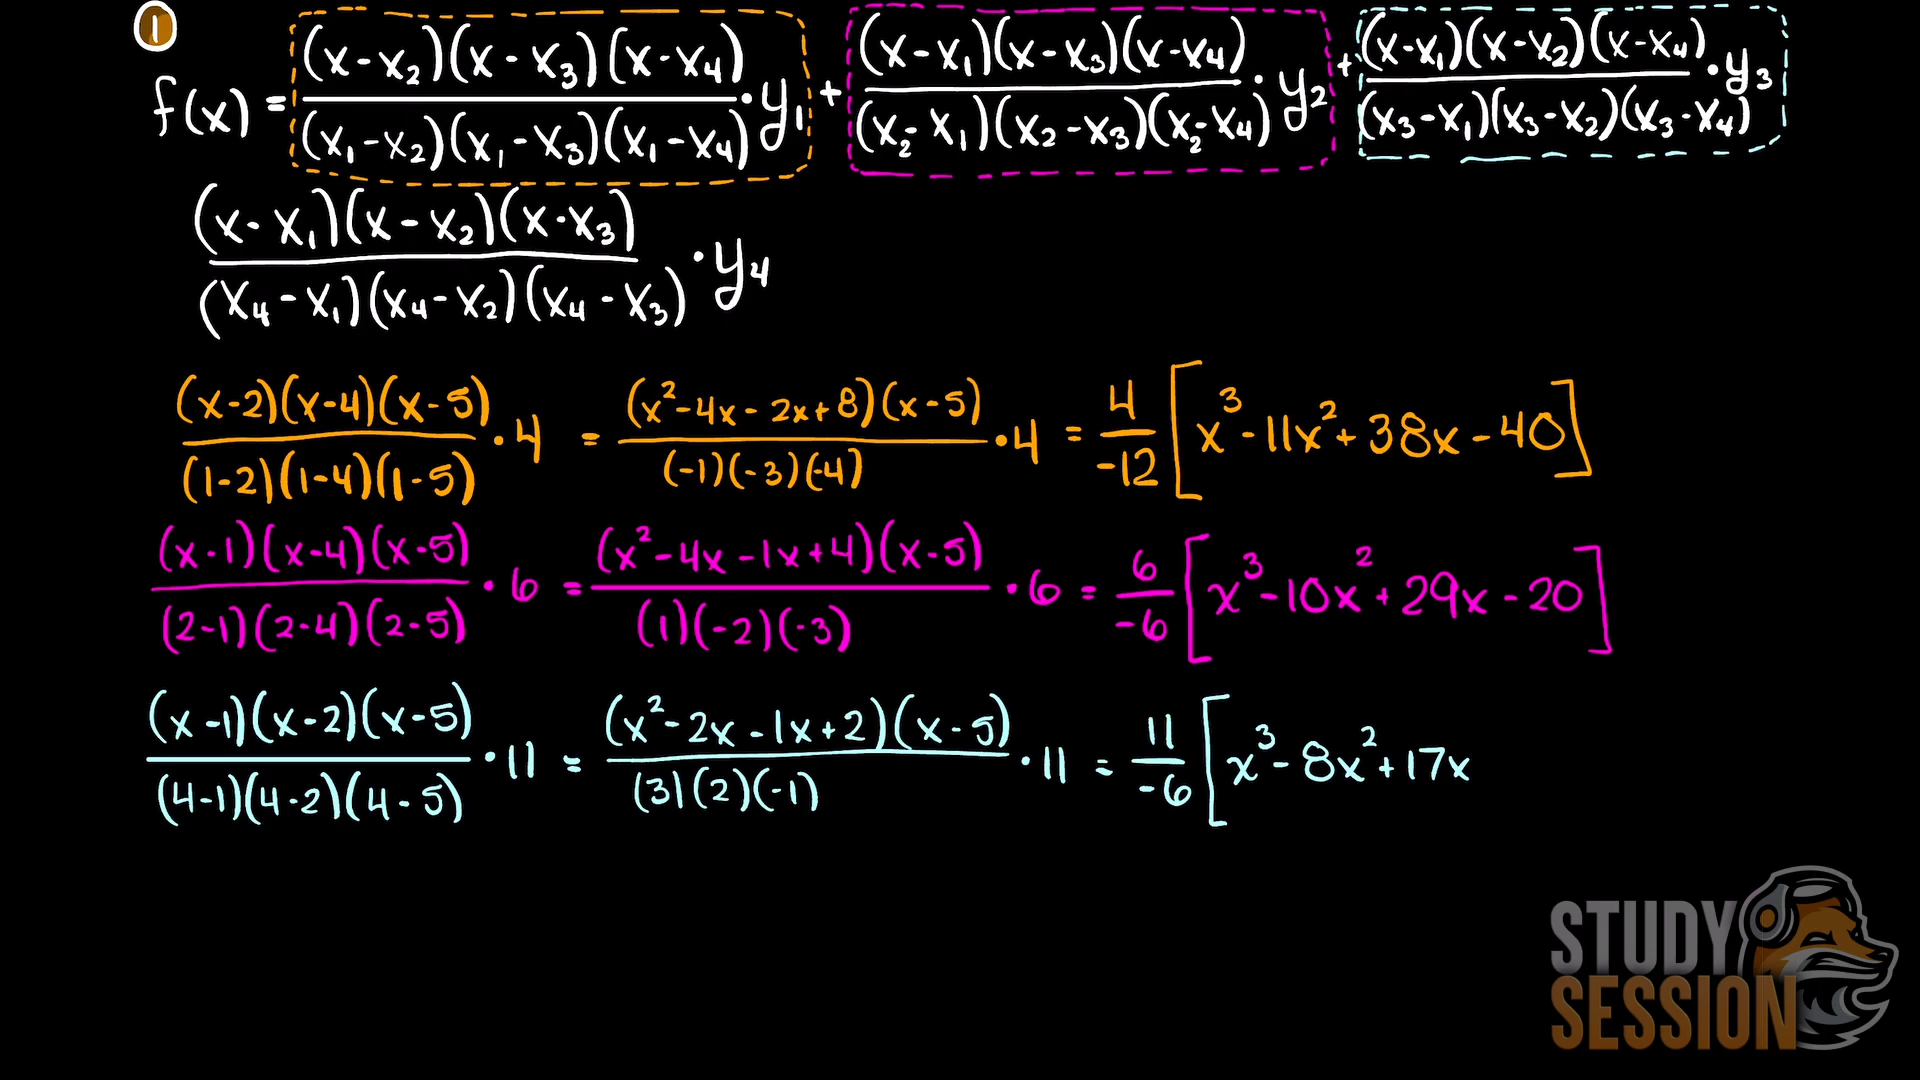 1
f(x) = (x-x₂)(x-x₃)(x-x₄)/(x₁-x₂)(x₁-x₃)(x₁-x₄) · y₁ + (x-x₁)(x-x₃)(x-x₄)/(x₂-x₁)(x₂-x₃)(x₂-x₄) · y₂ + (x-x₁)(x-x₂)(x-x₄)/(x₃-x₁)(x₃-x₂)(x₃-x₄) · y₃
(x-x₁)(x-x₂)(x-x₃)/(x₄-x₁)(x₄-x₂)(x₄-x₃) · y₄
(x-2)(x-4)(x-5)/(1-2)(1-4)(1-5) · 4 = (x²-4x-2x+8)(x-5)/(-1)(-3)(-4) · 4 = 4/-12 [x³-11x²+38x-40]
(x-1)(x-4)(x-5)/(2-1)(2-4)(2-5) · 6 = (x²-4x-1x+4)(x-5)/(1)(-2)(-3) · 6 = 6/-6 [x³-10x²+29x-20]
(x-1)(x-2)(x-5)/(4-1)(4-2)(4-5) · 11 = (x²-2x-1x+2)(x-5)/(3)(2)(-1) · 11 = 11/-6 [x³-8x²+17x
STUDY
SESSION